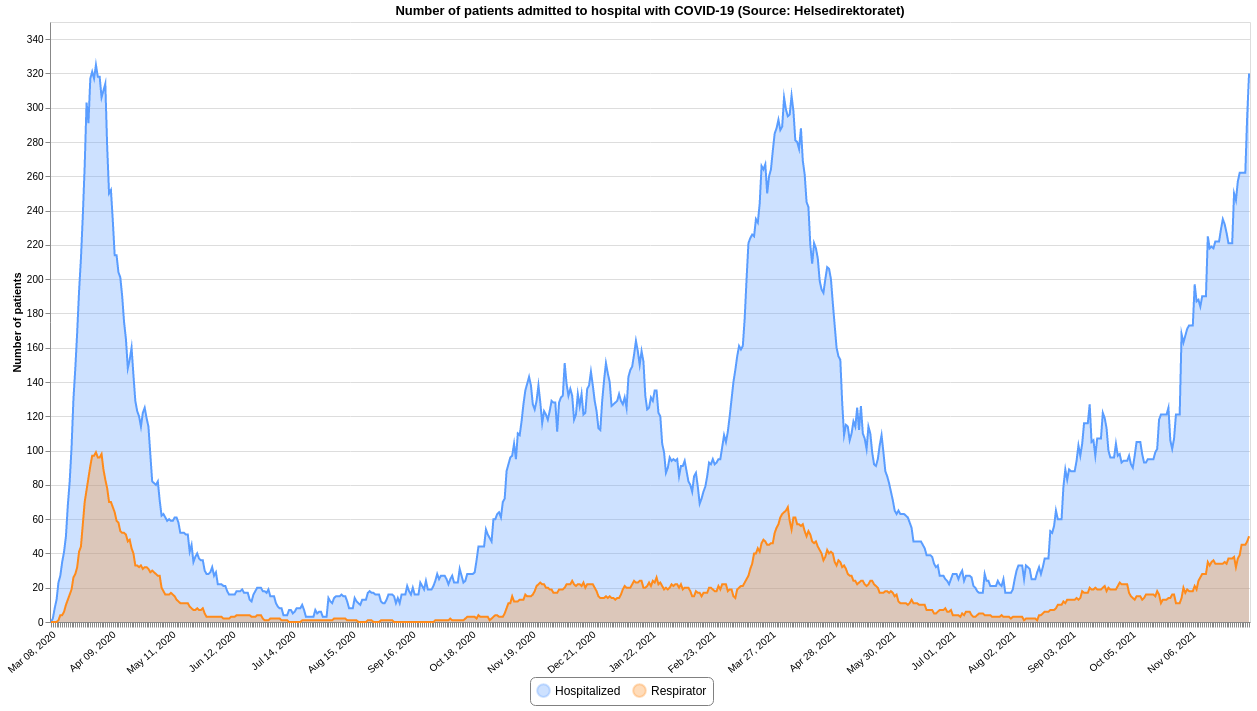 Number of patients admitted to hospital with COVID-19 (Source: Helsedirektoratet)
Number of patients
340
320
300
280
260
240
220
200
180
160
140
120
100
80
60
40
20
0
Mar 08, 2020
Apr 09, 2020
May 11, 2020
Jun 12, 2020
Jul 14, 2020
Aug 15, 2020
Sep 16, 2020
Oct 18, 2020
Nov 19, 2020
Dec 21, 2020
Jan 22, 2021
Feb 23, 2021
Mar 27, 2021
Apr 28, 2021
May 30, 2021
Jul 01, 2021
Aug 02, 2021
Sep 03, 2021
Oct 05, 2021
Nov 06, 2021
Hospitalized
Respirator